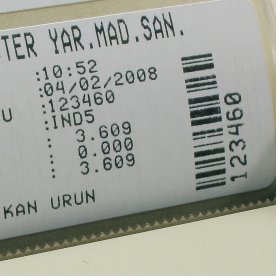 TER YAR.MAD.SAN.
:10:52
:04/02/2008
U :123460
:IND5
: 3.609
: 0.000
: 3.609
KAN URUN
123460